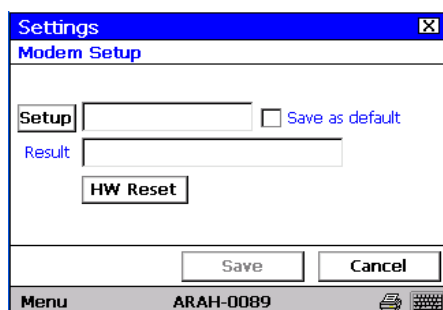 Settings X
Modem Setup
Setup Save as default
Result
HW Reset
Save Cancel
Menu ARAH-0089